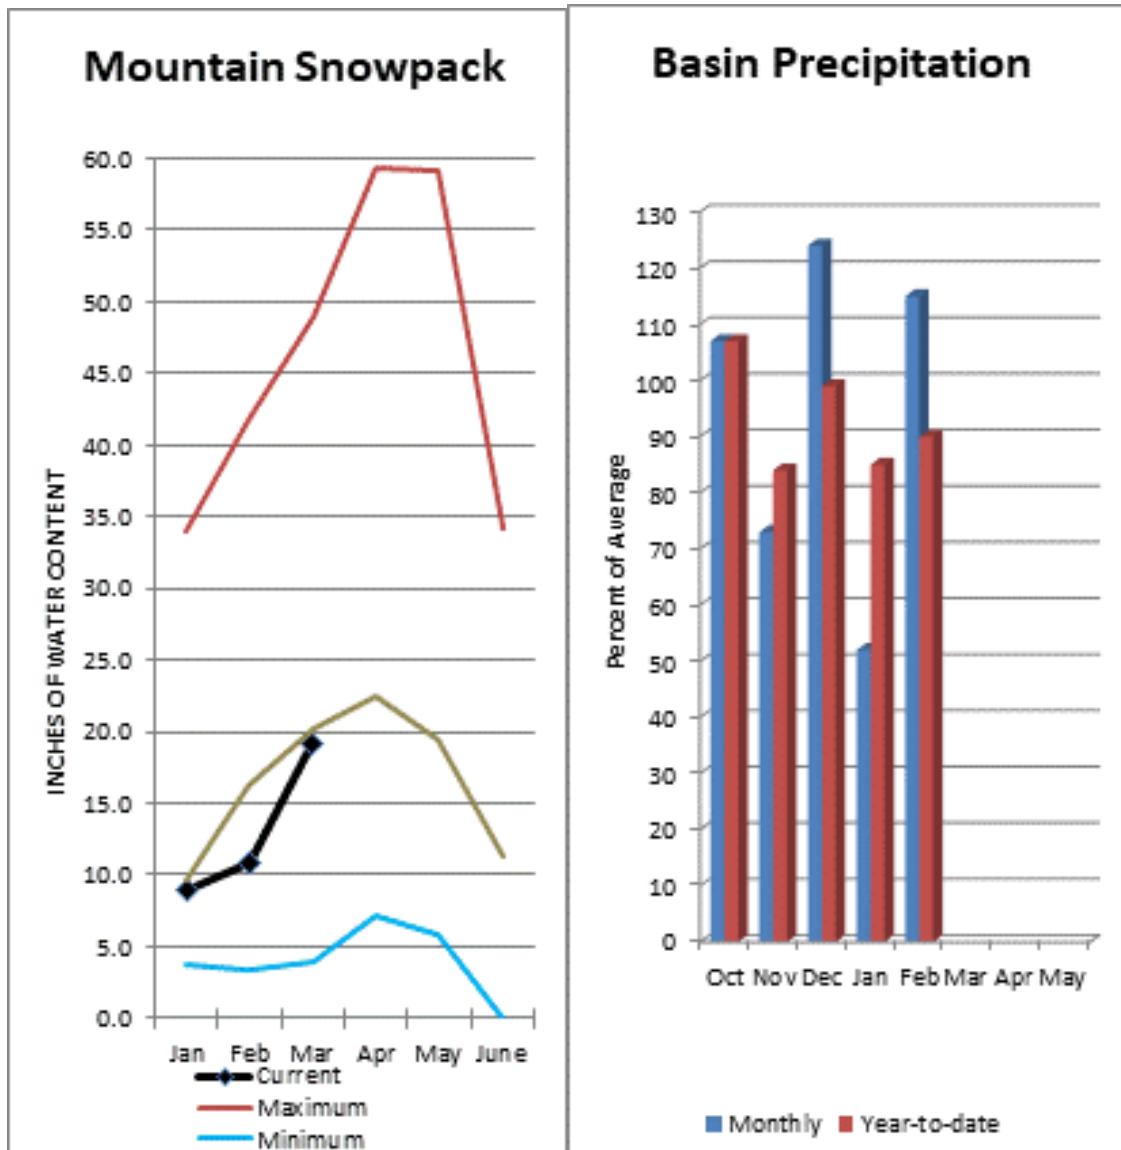 Mountain Snowpack
60.0
55.0
50.0
45.0
40.0
35.0
30.0
25.0
20.0
15.0
10.0
5.0
0.0
INCHES OF WATER CONTENT
Jan Feb Mar Apr May June
Current
Maximum
Minimum
Basin Precipitation
130
120
110
100
90
80
70
60
50
40
30
20
10
0
Percent of Average
Oct Nov Dec Jan Feb Mar Apr May
Monthly Year-to-date